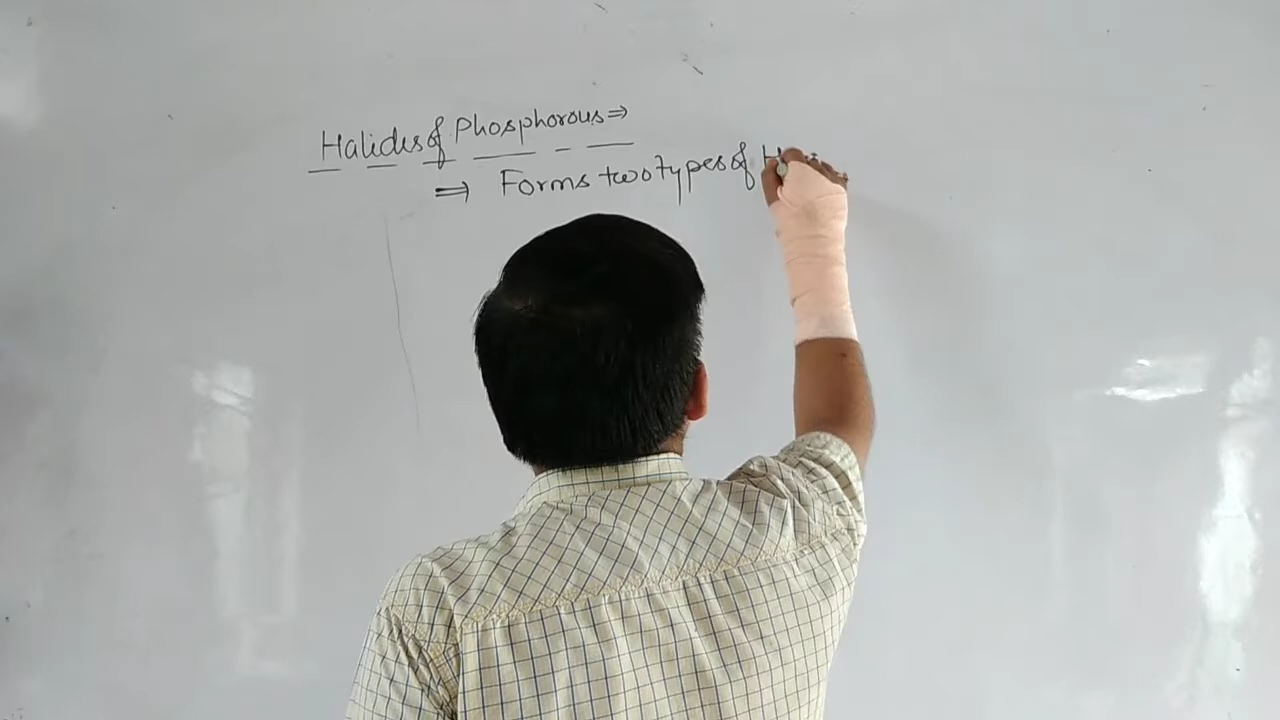 Halides of Phosphorous ⇒
⇒ Forms two types of